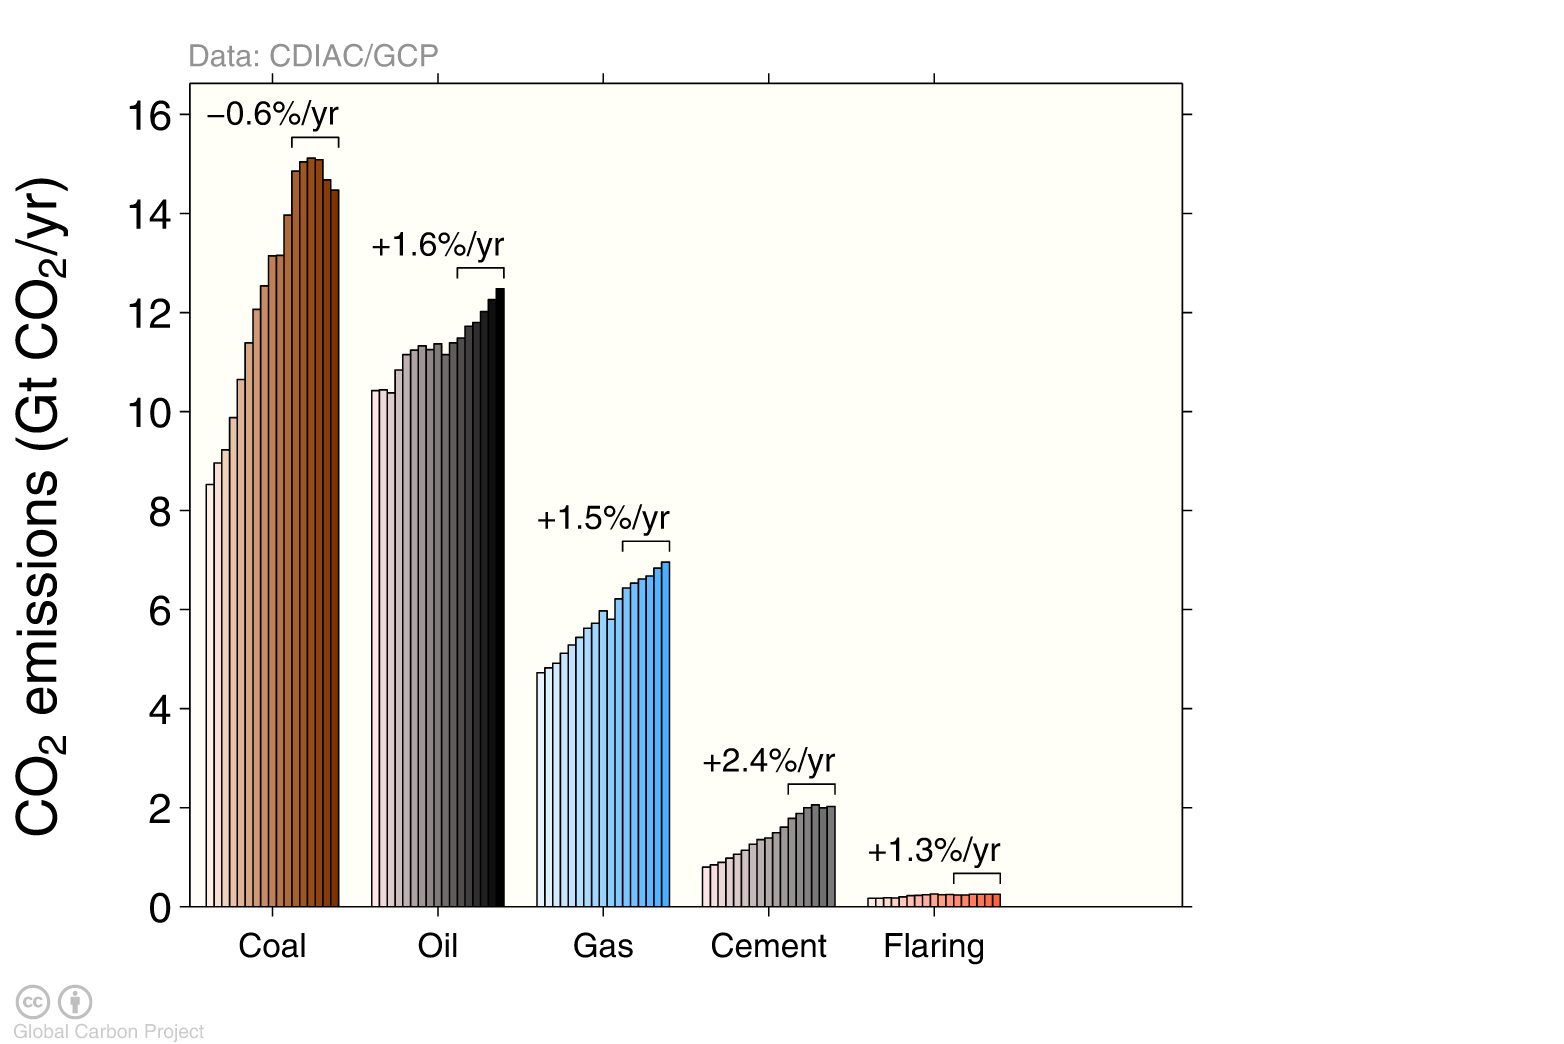 Data: CDIAC/GCP
CO2 emissions (Gt CO2/yr)
16
14
12
10
8
6
4
2
0
−0.6%/yr
+1.6%/yr
+1.5%/yr
+2.4%/yr
+1.3%/yr
Coal Oil Gas Cement Flaring
cc
Global Carbon Project